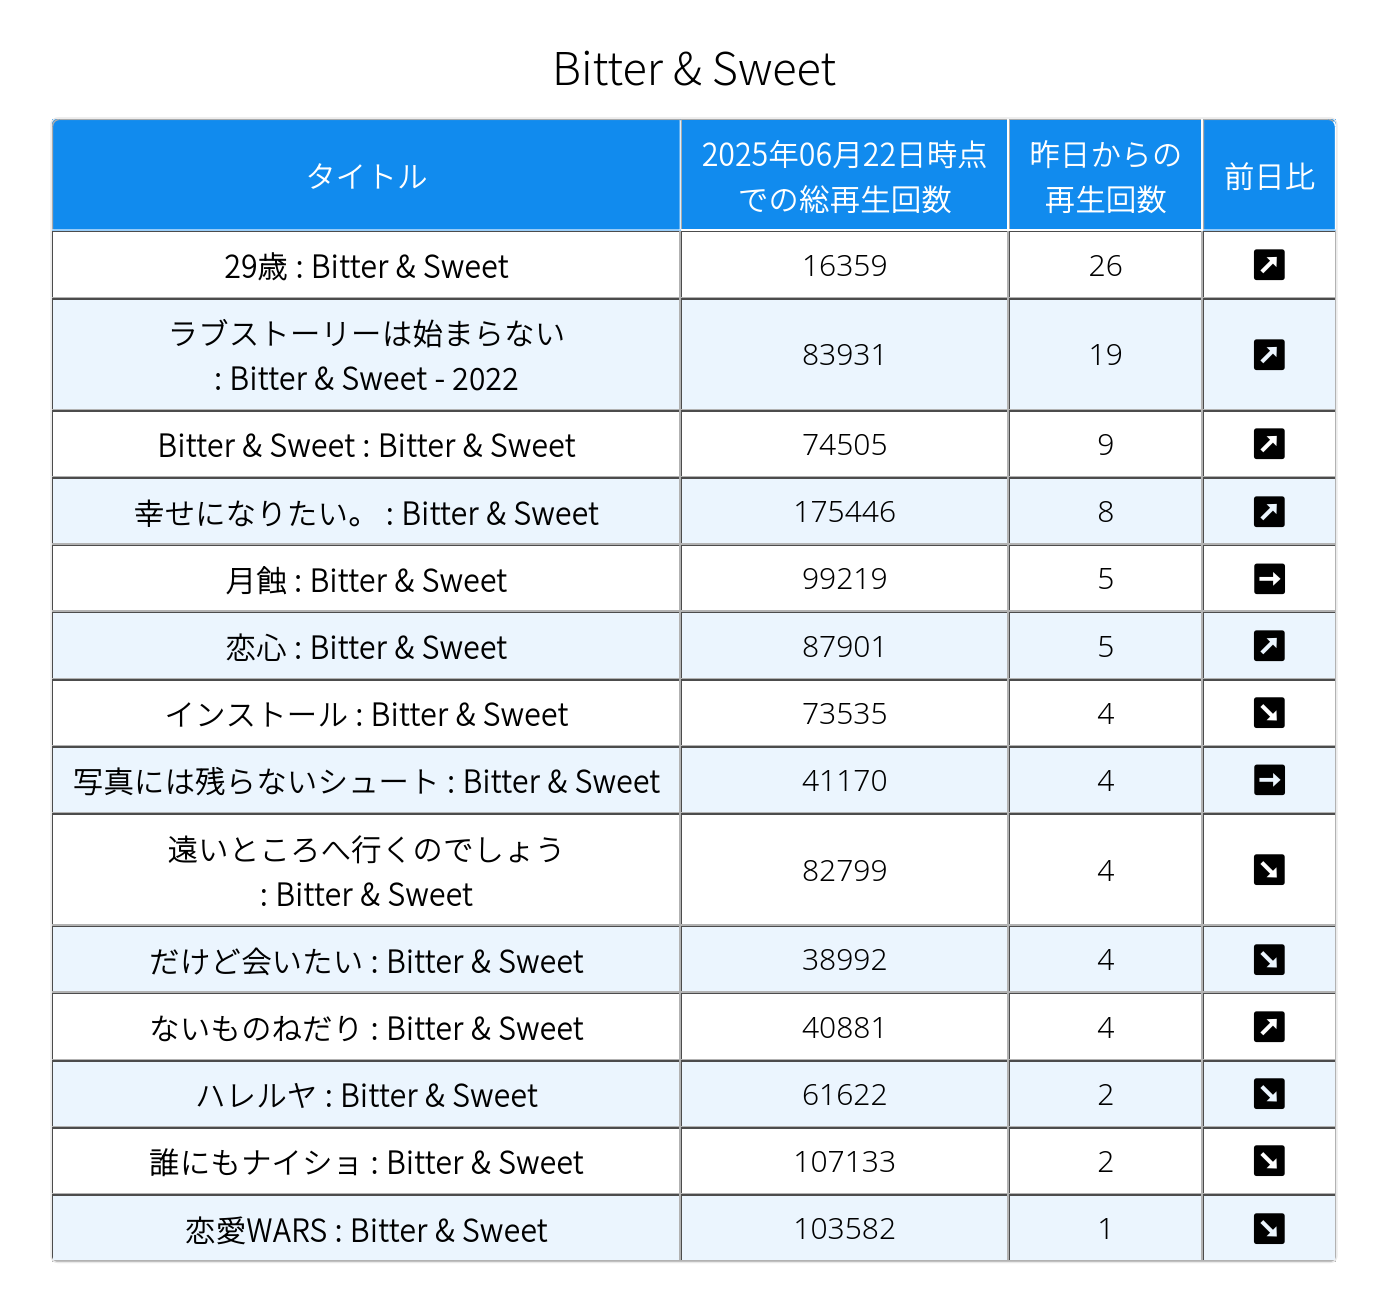 Bitter & Sweet
タイトル
2025年06月22日時点
での総再生回数
昨日からの
再生回数
前日比
29歳 : Bitter & Sweet
16359
26
↗
ラブストーリーは始まらない
: Bitter & Sweet - 2022
83931
19
↗
Bitter & Sweet : Bitter & Sweet
74505
9
↗
幸せになりたい。 : Bitter & Sweet
175446
8
↗
月蝕 : Bitter & Sweet
99219
5
→
恋心 : Bitter & Sweet
87901
5
↗
インストール : Bitter & Sweet
73535
4
↘
写真には残らないシュート : Bitter & Sweet
41170
4
→
遠いところへ行くのでしょう
: Bitter & Sweet
82799
4
↘
だけど会いたい : Bitter & Sweet
38992
4
↘
ないものねだり : Bitter & Sweet
40881
4
↗
ハレルヤ : Bitter & Sweet
61622
2
↘
誰にもナイショ : Bitter & Sweet
107133
2
↘
恋愛WARS : Bitter & Sweet
103582
1
↘